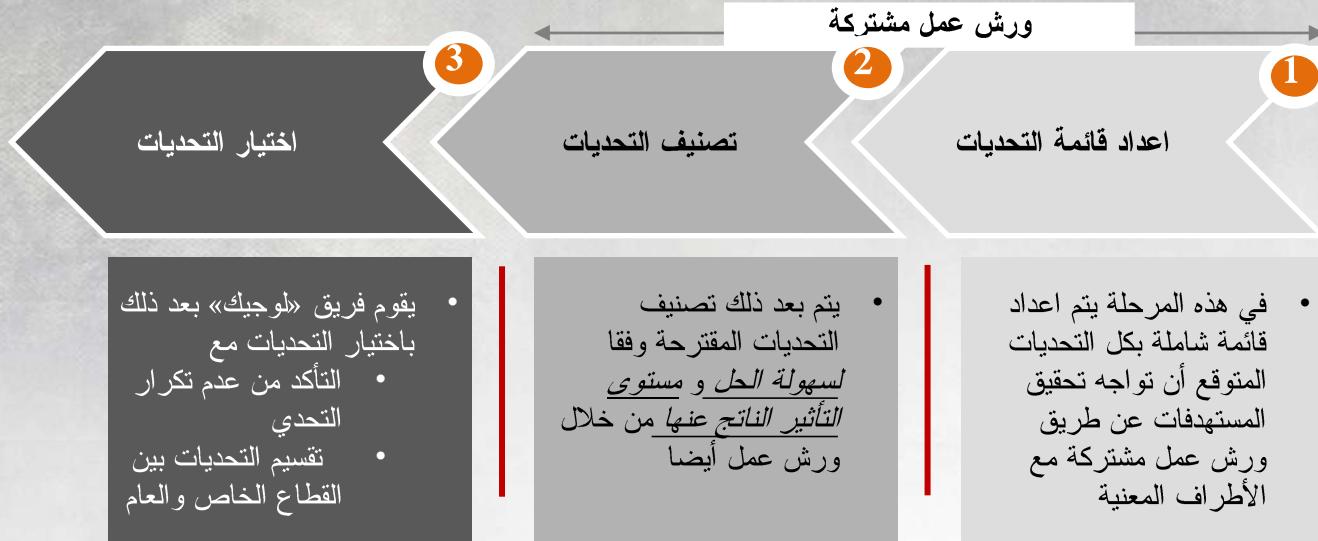 ورش عمل مشتركة
1
اعداد قائمة التحديات
• في هذه المرحلة يتم اعداد
قائمة شاملة بكل التحديات
المتوقع أن تواجه تحقيق
المستهدفات عن طريق
ورش عمل مشتركة مع
الأطراف المعنية
2
تصنيف التحديات
• يتم بعد ذلك تصنيف
التحديات المقترحة وفقا
لسهولة الحل و مستوى
التأثير الناتج عنها من خلال
ورش عمل أيضا
3
اختيار التحديات
• يقوم فريق «لوجيك» بعد ذلك
باختيار التحديات مع
• التأكد من عدم تكرار
التحدي
• تقسيم التحديات بين
القطاع الخاص والعام